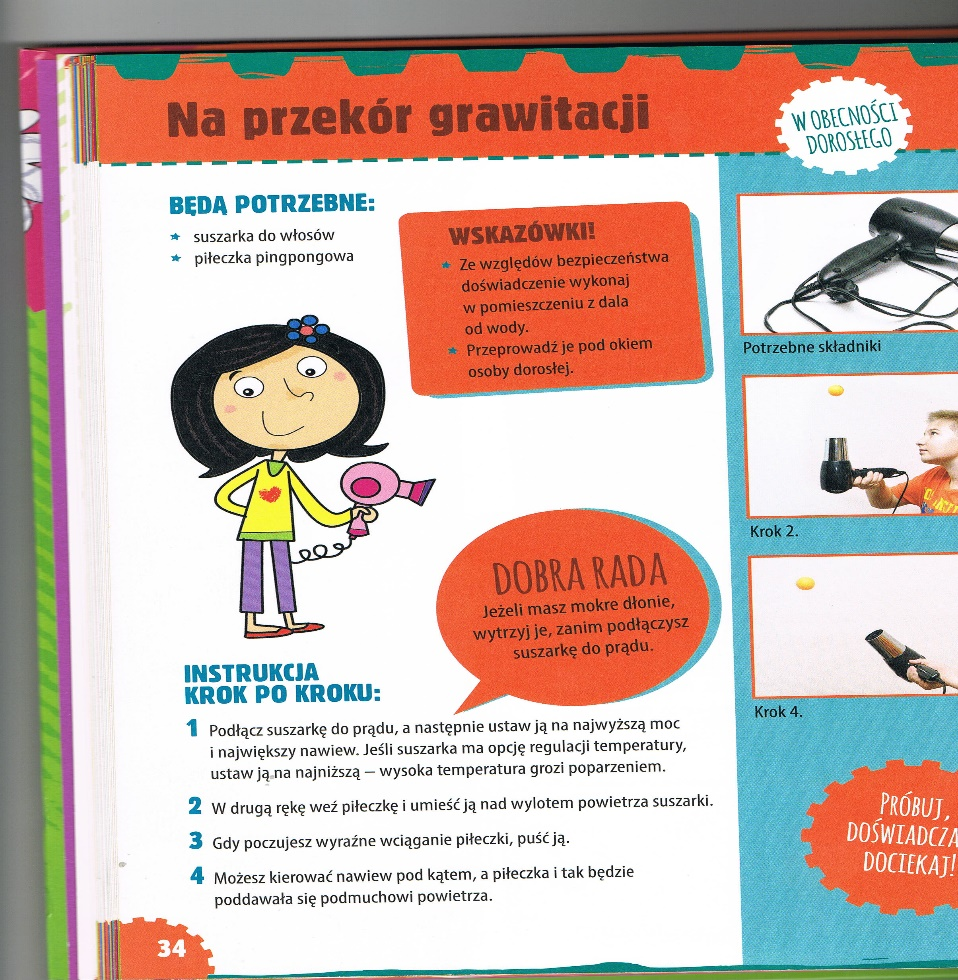 Na przekór grawitacji
W OBECNOŚCI
DOROSŁEGO
BĘDĄ POTRZEBNE:
suszarka do włosów
piłeczka pingpongowa
WSKAZÓWKI!
Ze względów bezpieczeństwa
doświadczenie wykonaj
w pomieszczeniu z dala
od wody.
Przeprowadź je pod okiem
osoby dorosłej.
DOBRA RADA
Jeżeli masz mokre dłonie,
wytrzyj je, zanim podłączysz
suszarkę do prądu.
INSTRUKCJA
KROK PO KROKU:
1 Podłącz suszarkę do prądu, a następnie ustaw ją na najwyższą moc
i największy nawiew. Jeśli suszarka ma opcję regulacji temperatury,
ustaw ją na najniższą – wysoka temperatura grozi poparzeniem.
2 W drugą rękę weź piłeczkę i umieść ją nad wylotem powietrza suszarki.
3 Gdy poczujesz wyraźne wciąganie piłeczki, puść ją.
4 Możesz kierować nawiew pod kątem, a piłeczka i tak będzie
poddawała się podmuchowi powietrza.
34
Potrzebne składniki
Krok 2.
Krok 4.
PRÓBUJ,
DOŚWIADCZA
DOCIEKAJ!